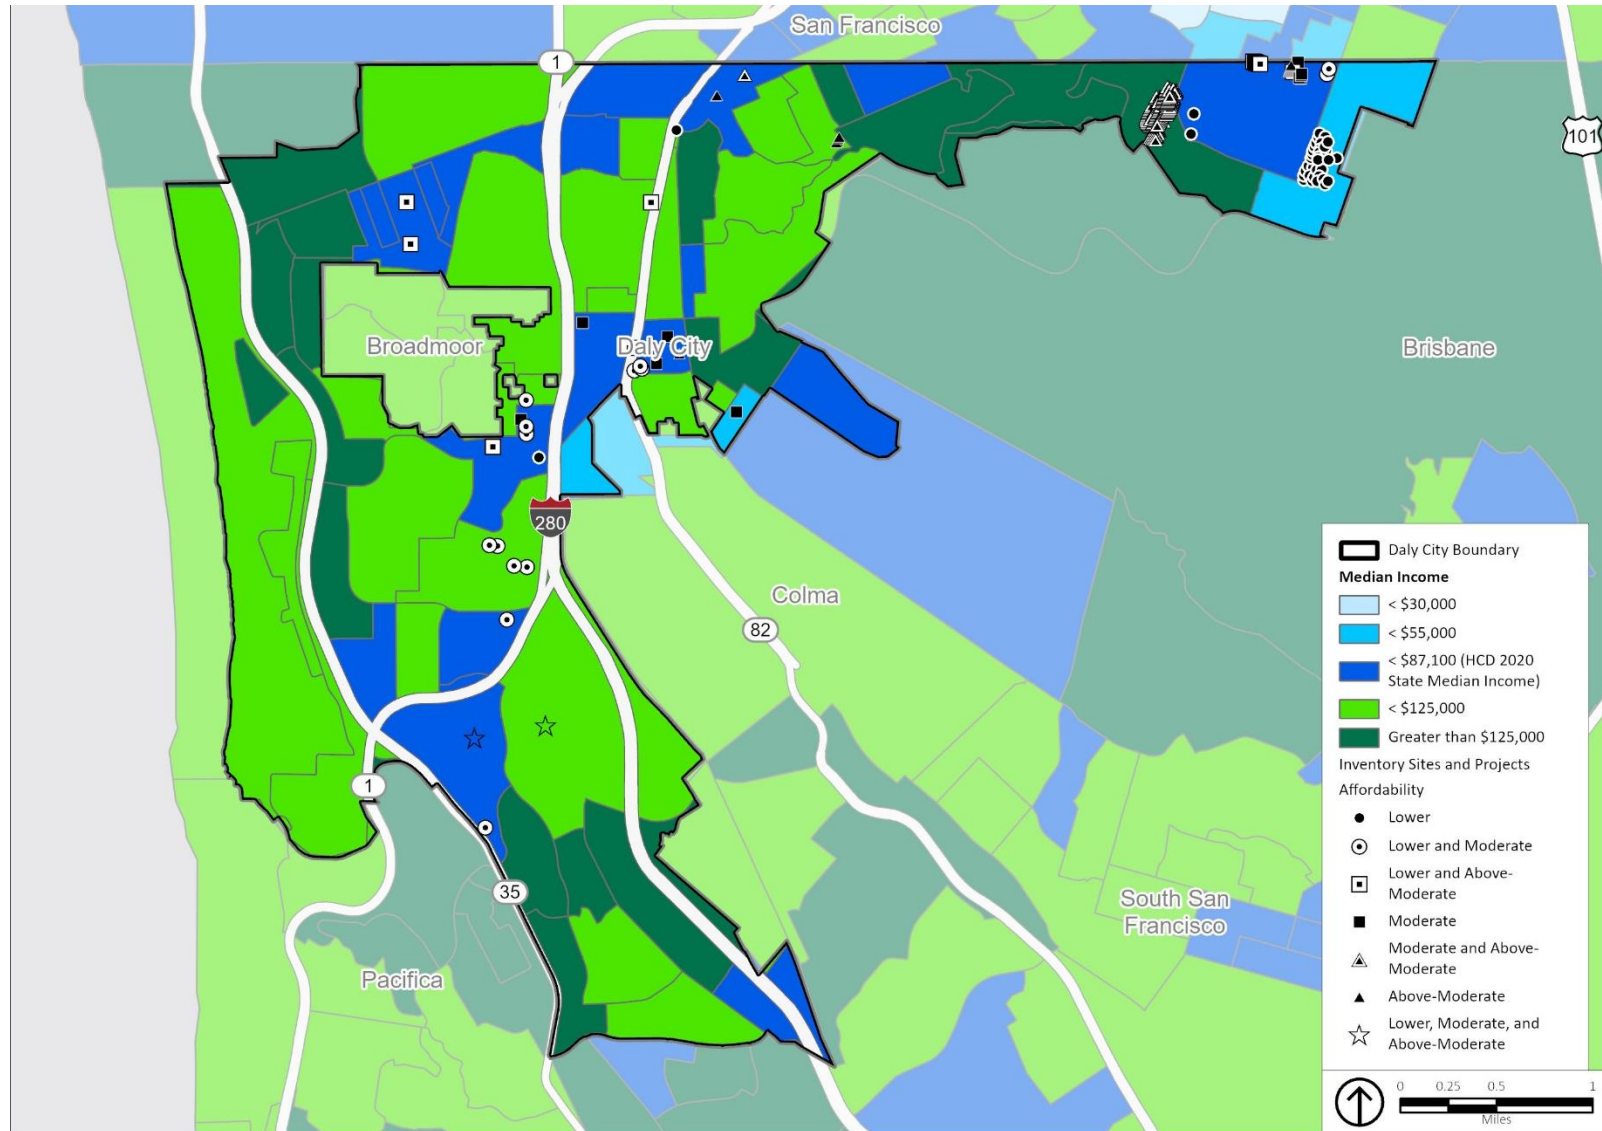 San Francisco
1
101
Broadmoor
Daly City
Brisbane
280
Colma
82
1
35
South San
Francisco
Pacifica
Daly City Boundary
Median Income
< $30,000
< $55,000
< $87,100 (HCD 2020
State Median Income)
< $125,000
Greater than $125,000
Inventory Sites and Projects
Affordability
Lower
Lower and Moderate
Lower and Above-
Moderate
Moderate
Moderate and Above-
Moderate
Above-Moderate
Lower, Moderate, and
Above-Moderate
0 0.25 0.5 1
Miles